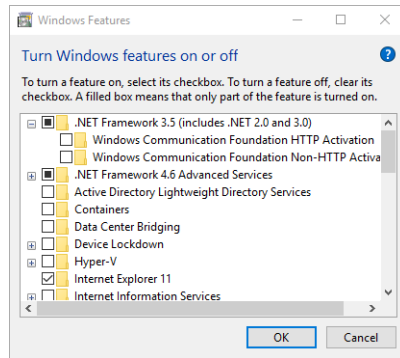 Windows Features
Turn Windows features on or off
To turn a feature on, select its checkbox. To turn a feature off, clear its
checkbox. A filled box means that only part of the feature is turned on.
.NET Framework 3.5 (includes .NET 2.0 and 3.0)
Windows Communication Foundation HTTP Activation
Windows Communication Foundation Non-HTTP Activa
.NET Framework 4.6 Advanced Services
Active Directory Lightweight Directory Services
Containers
Data Center Bridging
Device Lockdown
Hyper-V
Internet Explorer 11
Internet Information Services
OK Cancel